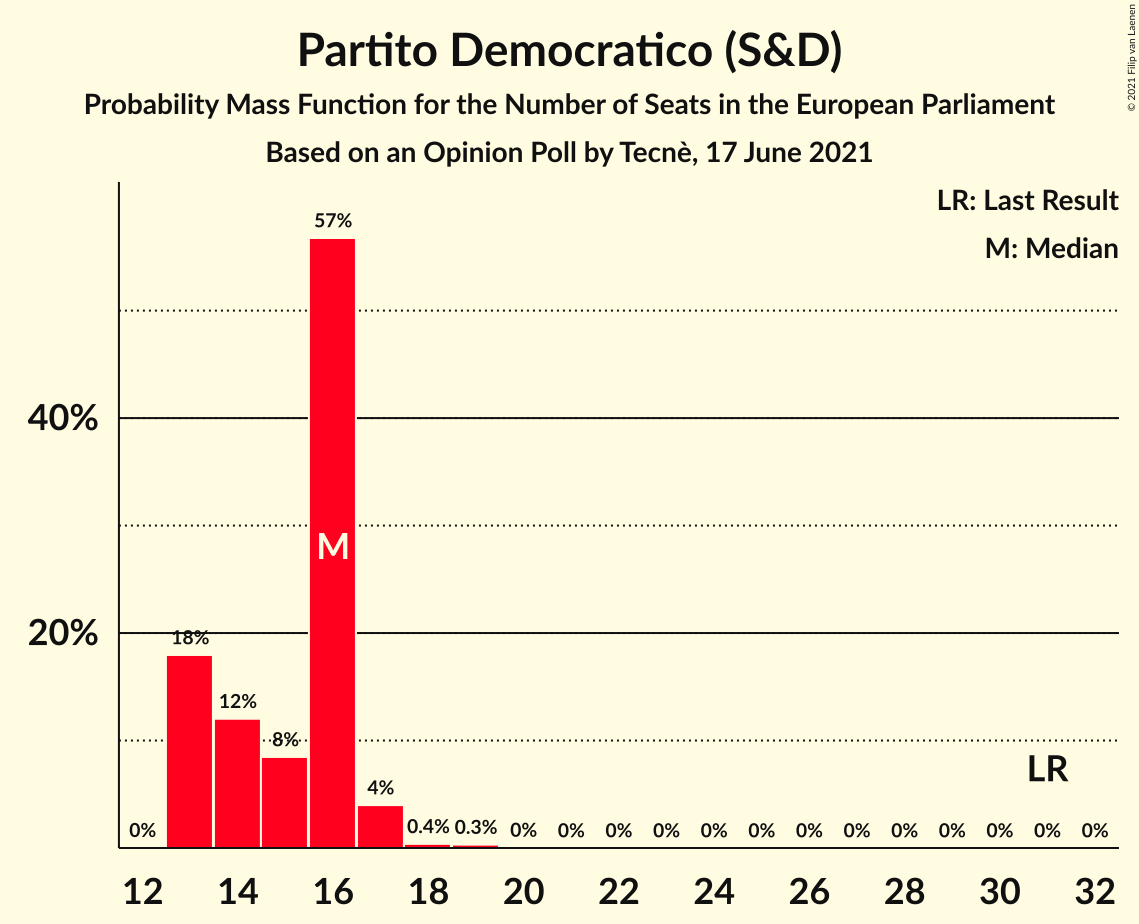 Partito Democratico (S&D)
Probability Mass Function for the Number of Seats in the European Parliament
Based on an Opinion Poll by Tecnè, 17 June 2021
© 2021 Filip van Laenen
LR: Last Result
M: Median
57%
40%
M
20%
18%
12%
8%
LR
4%
0% 0.4% 0.3% 0% 0% 0% 0% 0% 0% 0% 0% 0% 0% 0% 0% 0%
12 14 16 18 20 22 24 26 28 30 32